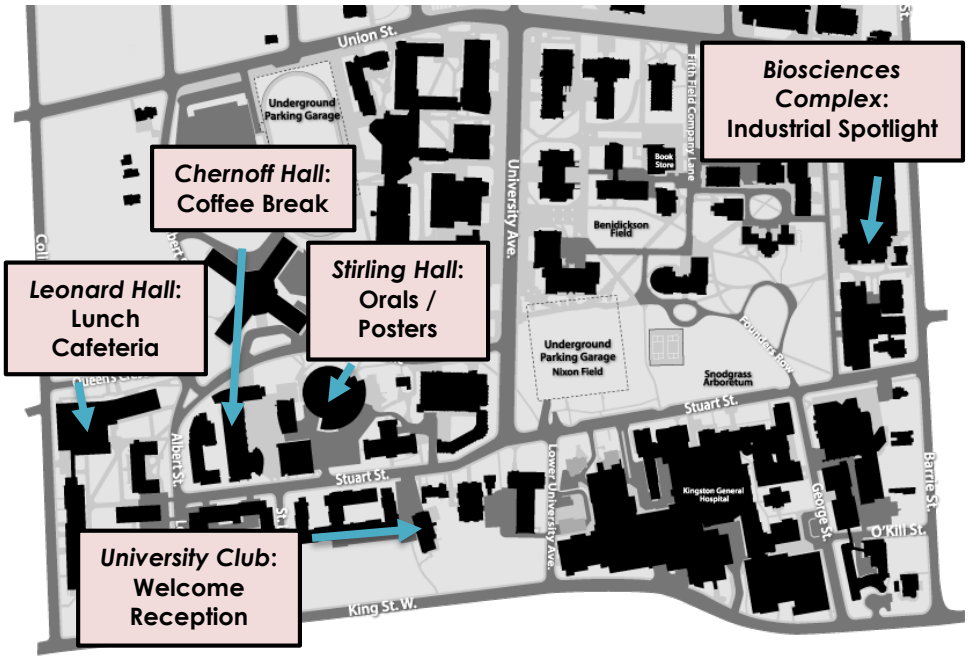 Union St.
St.
Underground
Parking Garage
University Ave.
Fifth Field Company Lane
Biosciences
Complex:
Industrial Spotlight
Book
Store
Chernoff Hall:
Coffee Break
Benidickson
Field
Stirling Hall:
Orals /
Posters
Leonard Hall:
Lunch
Cafeteria
Underground
Parking Garage
Nixon Field
Founders Row
Snodgrass
Arboretum
Stuart St.
Albert St.
Stuart St.
Lower University Ave.
Kingston General
Hospital
George St.
Barrie St.
O'Kill St.
St.
University Club:
Welcome
Reception
King St. W.